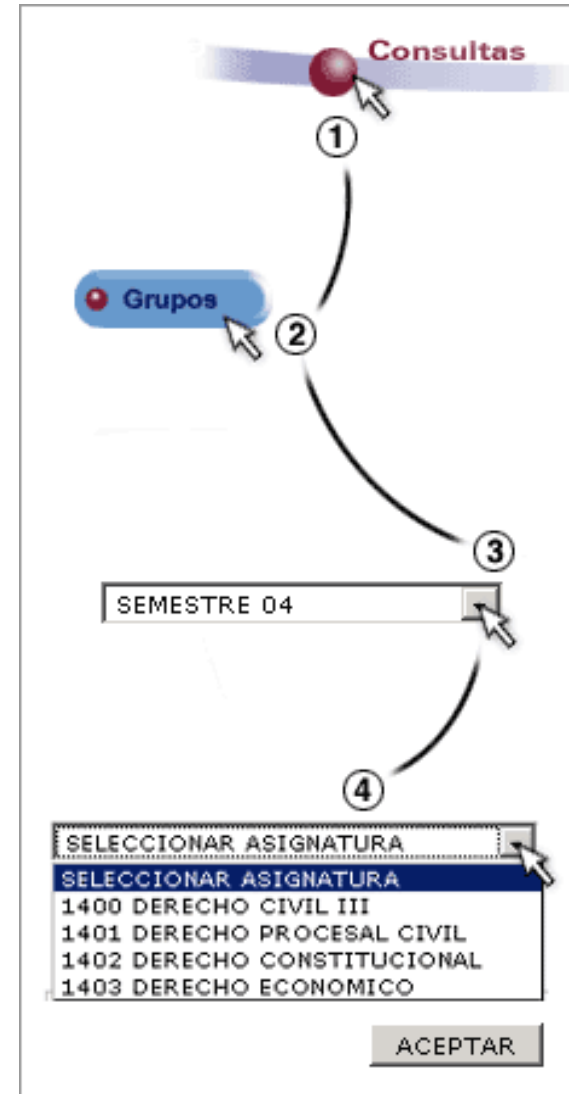 Consultas
1
Grupos
2
3
SEMESTRE 04
4
SELECCIONAR ASIGNATURA
SELECCIONAR ASIGNATURA
1400 DERECHO CIVIL III
1401 DERECHO PROCESAL CIVIL
1402 DERECHO CONSTITUCIONAL
1403 DERECHO ECONOMICO
ACEPTAR